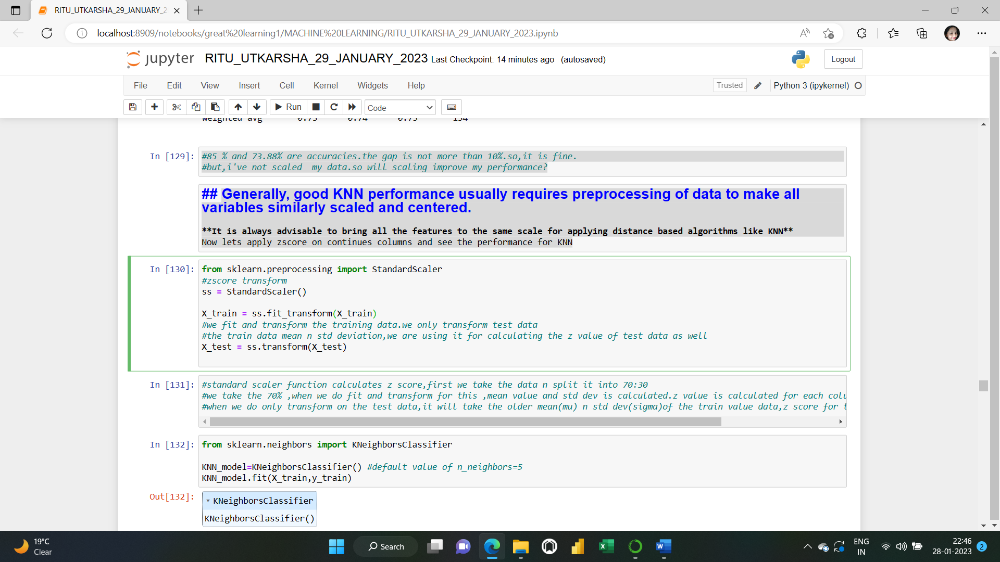 RITU_UTKARSHA_29_JANUARY_2
localhost:8909/notebooks/great%20learning1/MACHINE%20LEARNING/RITU_UTKARSHA_29_JANUARY_2023.ipynb
jupyter RITU_UTKARSHA_29_JANUARY_2023 Last Checkpoint: 14 minutes ago (autosaved)
Logout
File Edit View Insert Cell Kernel Widgets Help
Trusted Python 3 (ipykernel)
Run Code
weighted avg 0.73 0.74 0.73 134
In [129]: #85 % and 73.88% are accuracies.the gap is not more than 10%.so,it is fine.
#but,i've not scaled  my data.so will scaling improve my performance?
## Generally, good KNN performance usually requires preprocessing of data to make all
variables similarly scaled and centered.
**It is always advisable to bring all the features to the same scale for applying distance based algorithms like KNN**
Now lets apply zscore on continues columns and see the performance for KNN
In [130]: from sklearn.preprocessing import StandardScaler
#zscore transform
ss = StandardScaler()
X_train = ss.fit_transform(X_train)
#we fit and transform the training data.we only transform test data
#the train data mean n std deviation,we are using it for calculating the z value of test data as well
X_test = ss.transform(X_test)
In [131]: #standard scaler function calculates z score,first we take the data n split it into 70:30
#we take the 70% ,when we do fit and transform for this ,mean value and std dev is calculated.z value is calculated for each colu
#when we do only transform on the test data,it will take the older mean(mu) n std dev(sigma)of the train value data,z score for t
In [132]: from sklearn.neighbors import KNeighborsClassifier
KNN_model=KNeighborsClassifier() #default value of n_neighbors=5
KNN_model.fit(X_train,y_train)
Out[132]: KNeighborsClassifier
KNeighborsClassifier()
19°C
Clear
Search
ENG
IN
22:46
28-01-2023
2